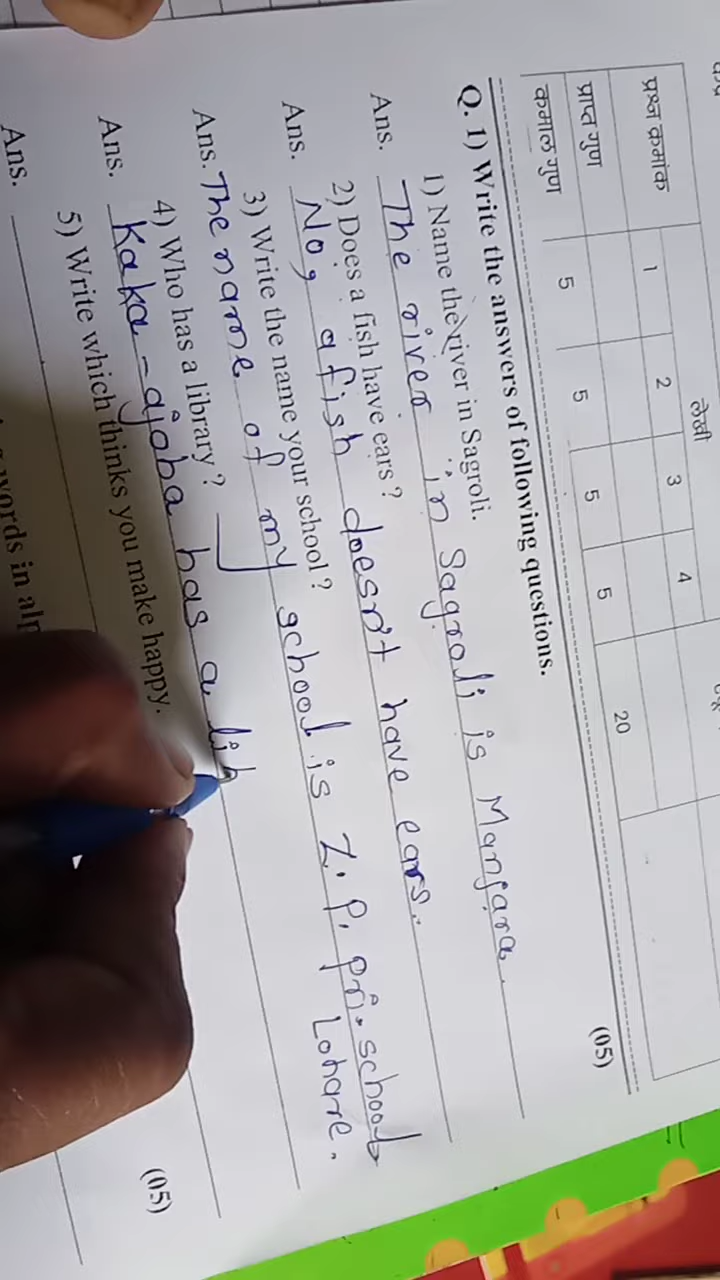 लेखी
प्रश्न क्रमांक 1 2 3 4
प्राप्त गुण
कमाल गुण 5 5 5 5 20
Q. 1) Write the answers of following questions. (05)
1) Name the river in Sagroli.
Ans. The river in Sagroli is Manjara.
2) Does a fish have ears?
Ans. No, a fish doesn't have ears.
3) Write the name your school?
Ans. The name of my school is Z.P. pri. school
Lohare.
4) Who has a library?
Ans. Kaka-ajoba has a lib
5) Write which thinks you make happy.
Ans.
words in
(05)